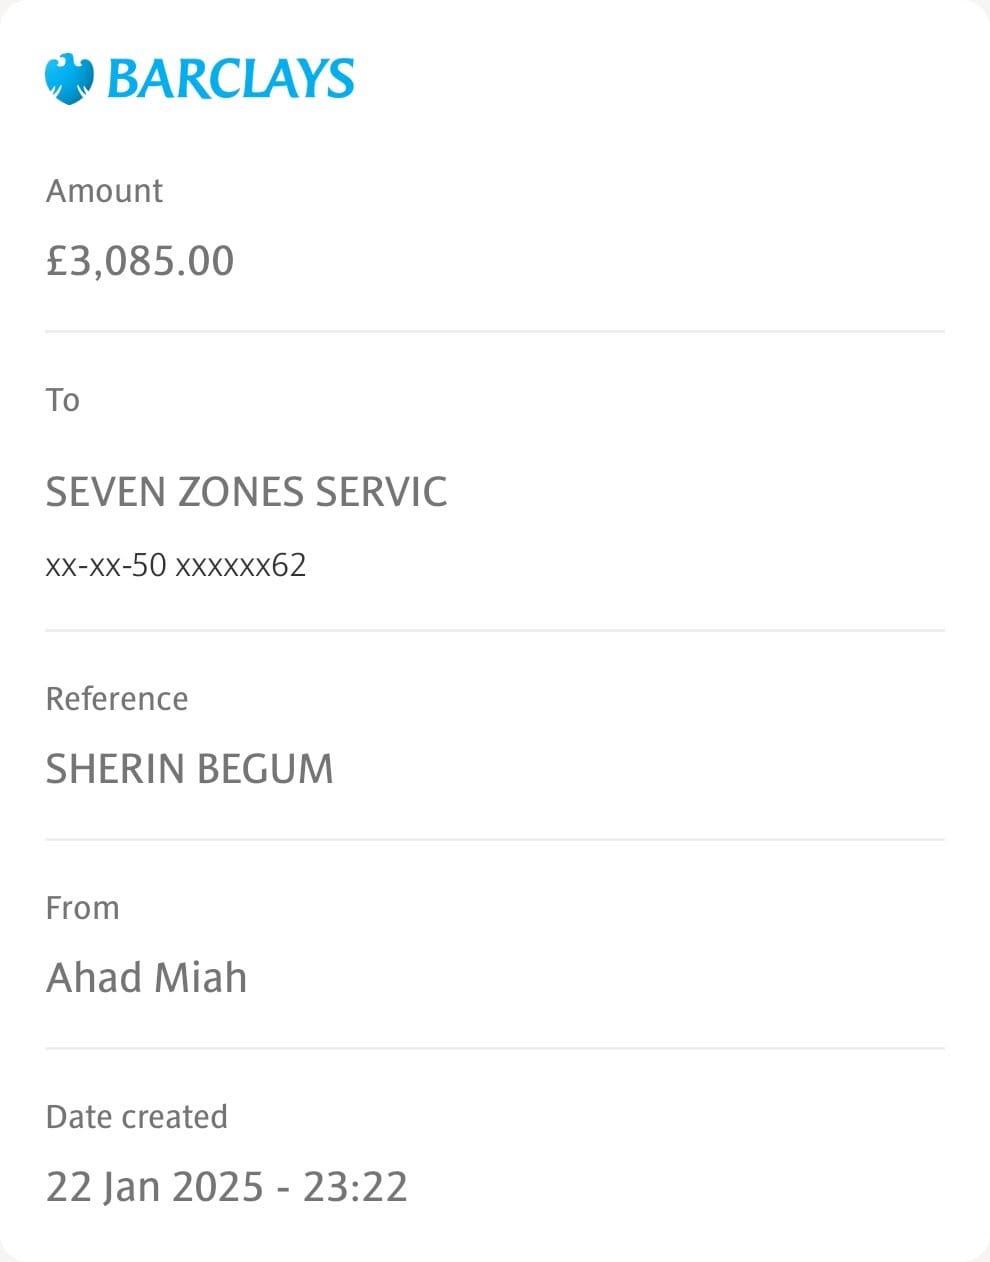 BARCLAYS
Amount
£3,085.00
To
SEVEN ZONES SERVIC
xx-xx-50 xxxxxx62
Reference
SHERIN BEGUM
From
Ahad Miah
Date created
22 Jan 2025 - 23:22